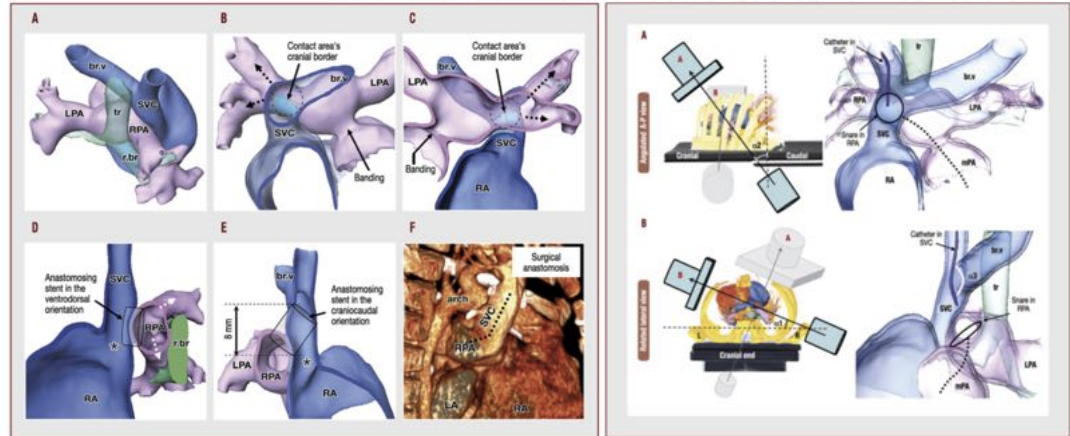 A
br.v
SVC
LPA
tr
RPA
r.br
B
Contact area's
cranial border
LPA
br.v
SVC
Banding
C
Contact area's
cranial border
LPA
br.v
SVC
Banding
RA
D
SVC
Anastomosing
stent in the
ventrodorsal
orientation
RPA
r.br
*
RA
E
br.v
Anastomosing
stent in the
craniocaudal
orientation
8 mm
*
LPA
RPA
RA
F
Surgical
anastomosis
arch
SVC
RPA
LA
RA
A
Angulated A-P view
A
B
α2
Cranial
Caudal
Catheter in
SVC
tr
br.v
RPA
LPA
Snare in
RPA
SVC
mPA
RA
B
A
B
α1
Cranial end
Catheter
in SVC
br.v
α3
tr
SVC
Snare in
RPA
RA
LPA
mPA